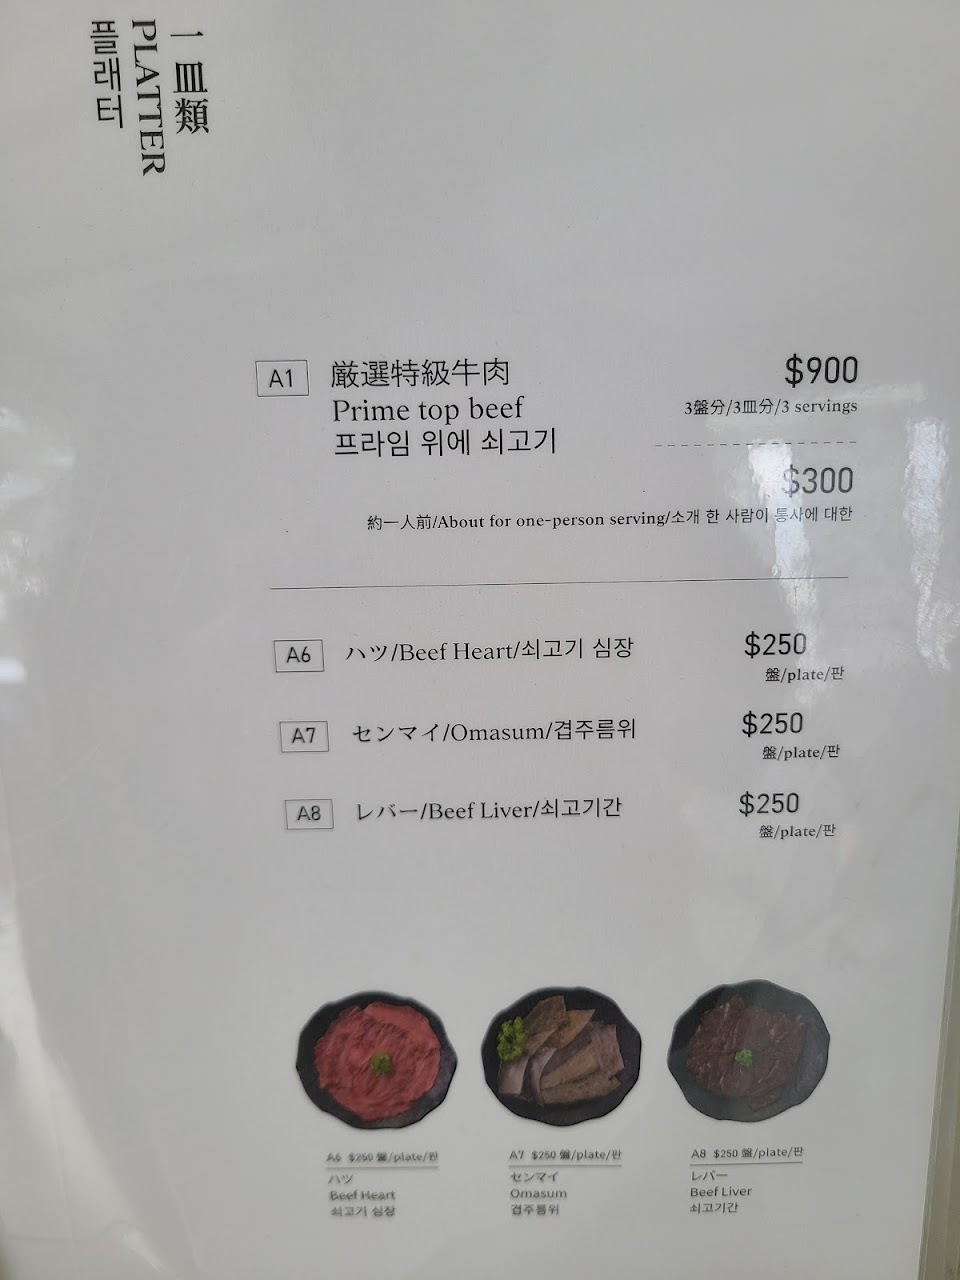 一皿類
PLATTER
플래터
A1 厳選特級牛肉 $900
Prime top beef 3盤分/3皿分/3 servings
프라임 위에 쇠고기
$300
約一人前/About for one-person serving/소개 한 사람이 통사에 대한
A6 ハツ/Beef Heart/쇠고기 심장 $250
盤/plate/판
A7 センマイ/Omasum/겹주름위 $250
盤/plate/판
A8 レバー/Beef Liver/쇠고기간 $250
盤/plate/판
A6 $250 盤/plate/판
ハツ
Beef Heart
쇠고기 심장
A7 $250 盤/plate/판
センマイ
Omasum
겹주름위
A8 $250 盤/plate/판
レバー
Beef Liver
쇠고기간